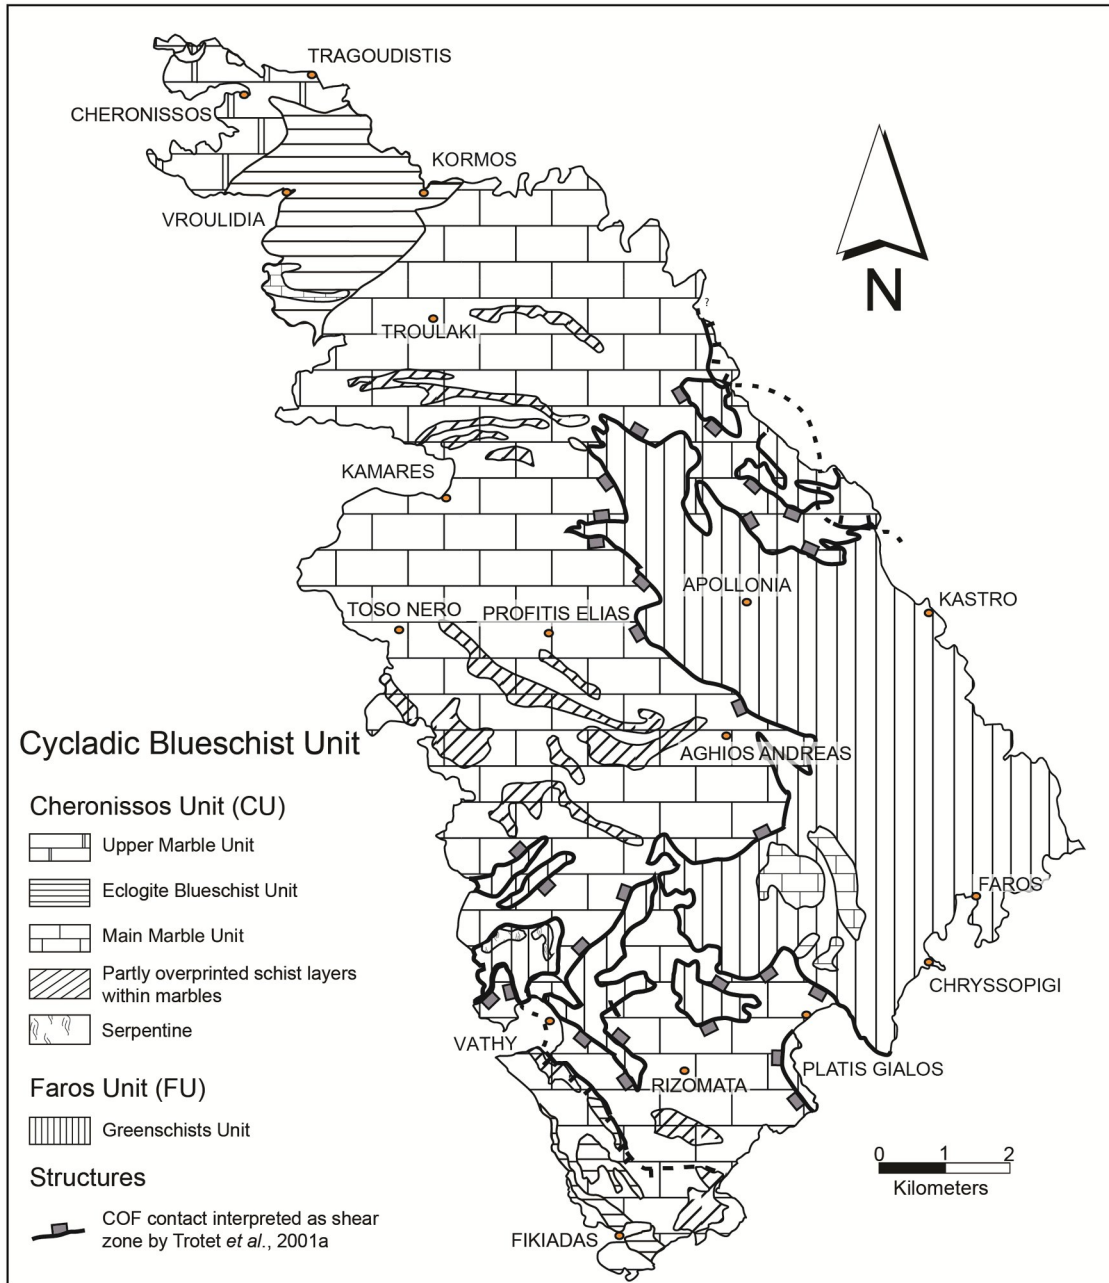 TRAGOUDISTIS
CHERONISSOS
KORMOS
VROULIDIA
N
?
TROULAKI
KAMARES
APOLLONIA
KASTRO
TOSO NERO
PROFITIS ELIAS
Cycladic Blueschist Unit
AGHIOS ANDREAS
Cheronissos Unit (CU)
Upper Marble Unit
Eclogite Blueschist Unit
FAROS
Main Marble Unit
Partly overprinted schist layers
within marbles
CHRYSSOPIGI
Serpentine
VATHY
PLATIS GIALOS
RIZOMATA
Faros Unit (FU)
Greenschists Unit
Structures
0 1 2
Kilometers
COF contact interpreted as shear
zone by Trotet et al., 2001a
FIKIADAS